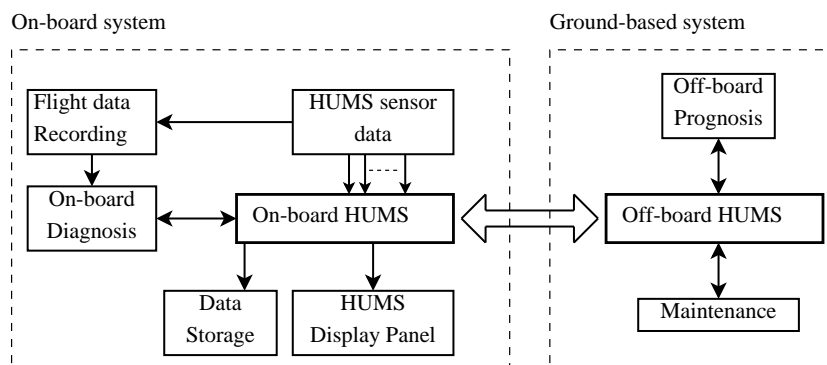 On-board system
Ground-based system
Flight data
Recording
HUMS sensor
data
Off-board
Prognosis
On-board
Diagnosis
On-board HUMS
Off-board HUMS
Data
Storage
HUMS
Display Panel
Maintenance